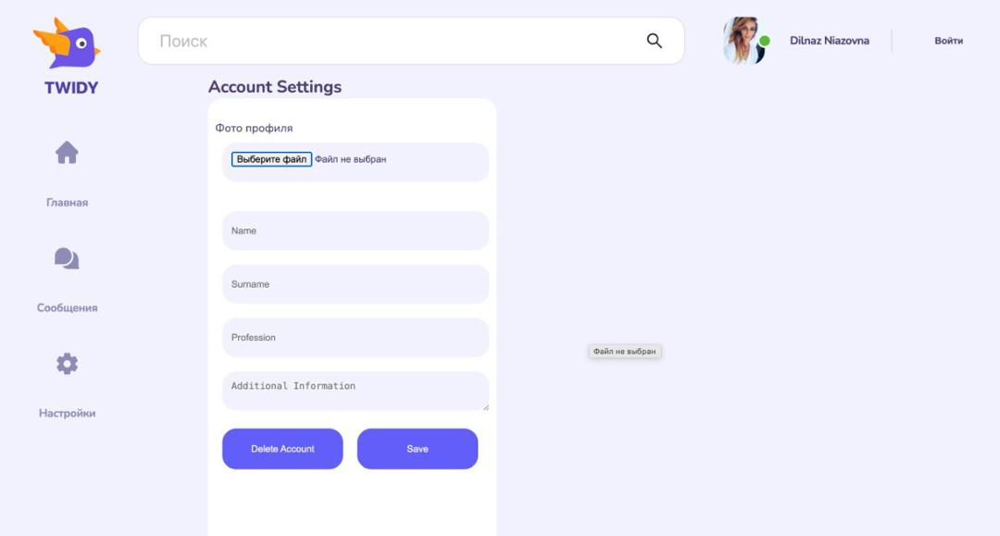 Поиск
Dilnaz Niazovna
Войти
TWIDY
Account Settings
Фото профиля
Выберите файл Файл не выбран
Главная
Name
Surname
Сообщения
Profession
Файл не выбран
Additional Information
Настройки
Delete Account
Save